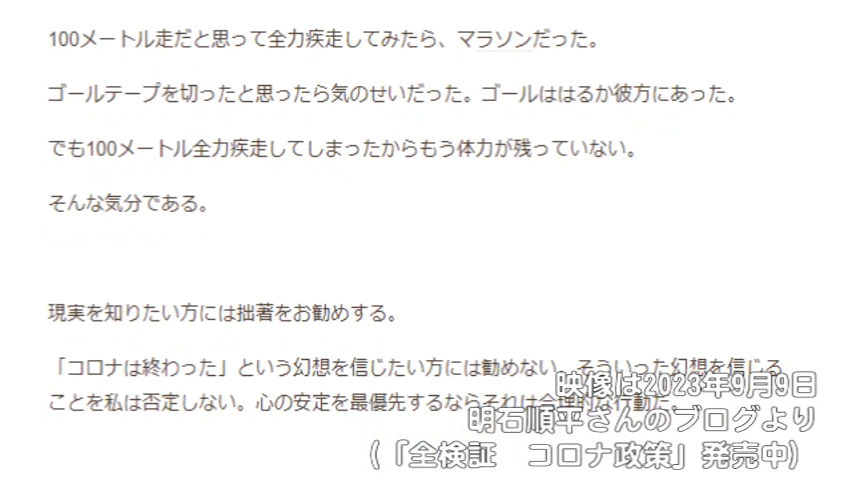 100メートル走だと思って全力疾走してみたら、マラソンだった。
ゴールテープを切ったと思ったら気のせいだった。ゴールははるか彼方にあった。
でも100メートル全力疾走してしまったからもう体力が残っていない。
そんな気分である。
現実を知りたい方には拙著をお勧めする。
「コロナは終わった」という幻想を信じたい方には勧めない。そういった幻想を信じる
ことを私は否定しない。心の安定を最優先するならそれは合理的な行動だ。
映像は2023年9月9日
明石順平さんのブログより
(「全検証 コロナ政策」発売中)